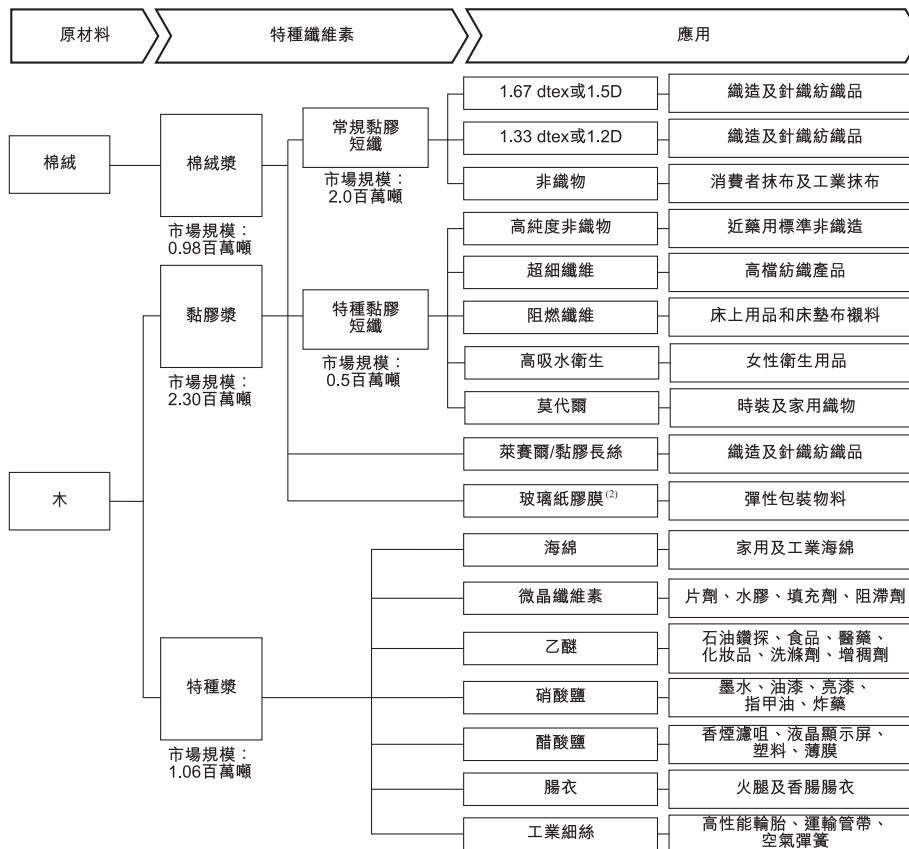 原材料
特種纖維素
應用
1.67 dtex或1.5D
織造及針織紡織品
常規黏膠
短纖
棉絨
棉絨漿
1.33 dtex或1.2D
織造及針織紡織品
市場規模：
2.0百萬噸
非織物
消費者抹布及工業抹布
市場規模：
0.98百萬噸
高純度非織物
近藥用標準非織造
超細纖維
高檔紡織產品
黏膠漿
特種黏膠
短纖
阻燃纖維
床上用品和床墊布襯料
市場規模：
0.5百萬噸
市場規模：
2.30百萬噸
高吸水衛生
女性衛生用品
莫代爾
時裝及家用織物
萊賽爾/黏膠長絲
織造及針織紡織品
木
玻璃紙膠膜(2)
彈性包裝物料
海綿
家用及工業海綿
微晶纖維素
片劑、水膠、填充劑、阻滯劑
乙醚
石油鑽探、食品、醫藥、
化妝品、洗滌劑、增稠劑
特種漿
硝酸鹽
墨水、油漆、亮漆、
指甲油、炸藥
市場規模：
1.06百萬噸
醋酸鹽
香煙濾咀、液晶顯示屏、
塑料、薄膜
腸衣
火腿及香腸腸衣
工業細絲
高性能輪胎、運輸管帶、
空氣彈簧